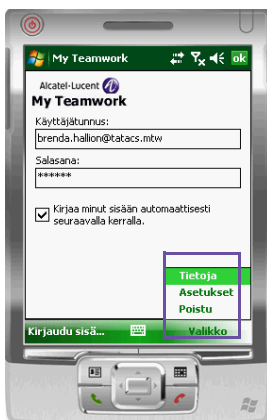 My Teamwork
ok
Alcatel-Lucent
My Teamwork
Käyttäjätunnus:
brenda.hallion@tatacs.mtw
Salasana:
******
Kirjaa minut sisään automaattisesti
seuraavalla kerralla.
Tietoja
Asetukset
Poistu
Kirjaudu sisä...
Valikko